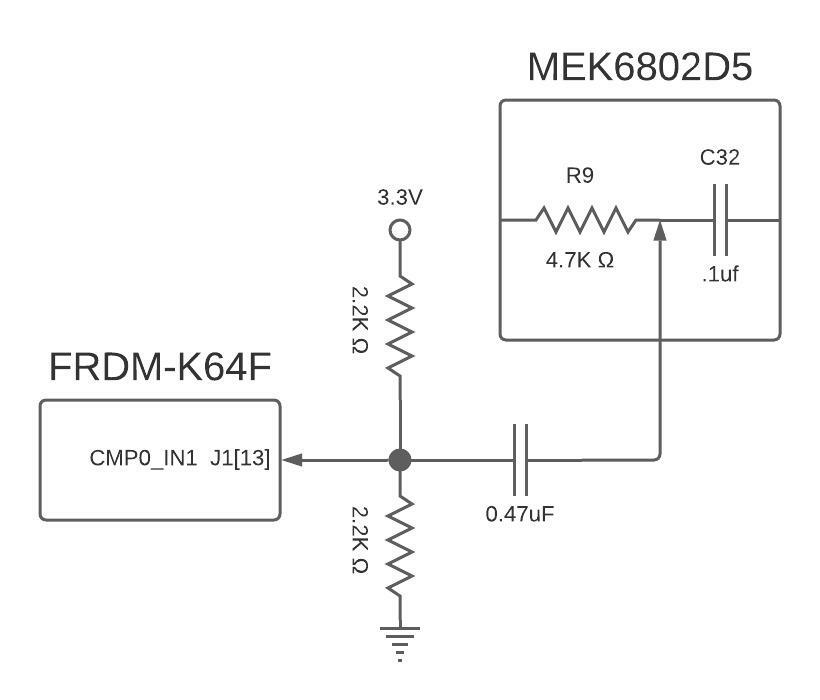 MEK6802D5
C32
R9
3.3V
4.7K Ω
.1uf
2.2K Ω
FRDM-K64F
CMP0_IN1 J1[13]
0.47uF
2.2K Ω